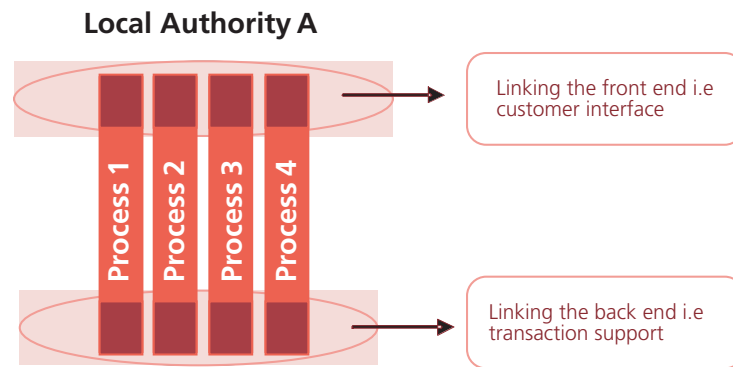 Local Authority A
Linking the front end i.e
customer interface
Process 1
Process 2
Process 3
Process 4
Linking the back end i.e
transaction support